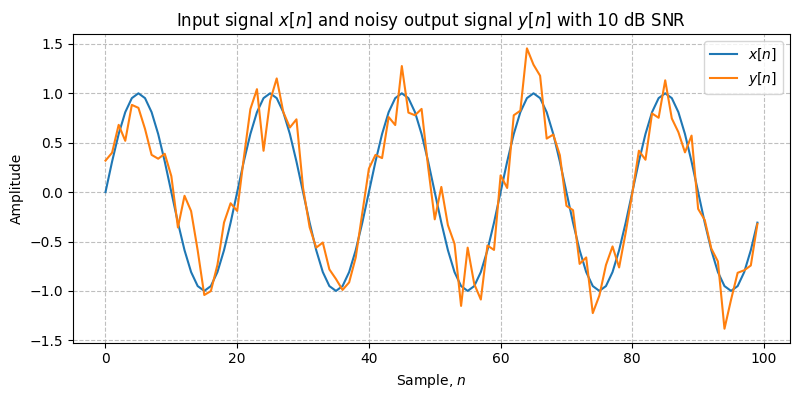 Input signal x[n] and noisy output signal y[n] with 10 dB SNR
1.5
1.0
0.5
0.0
−0.5
−1.0
−1.5
Amplitude
x[n]
y[n]
0 20 40 60 80 100
Sample, n